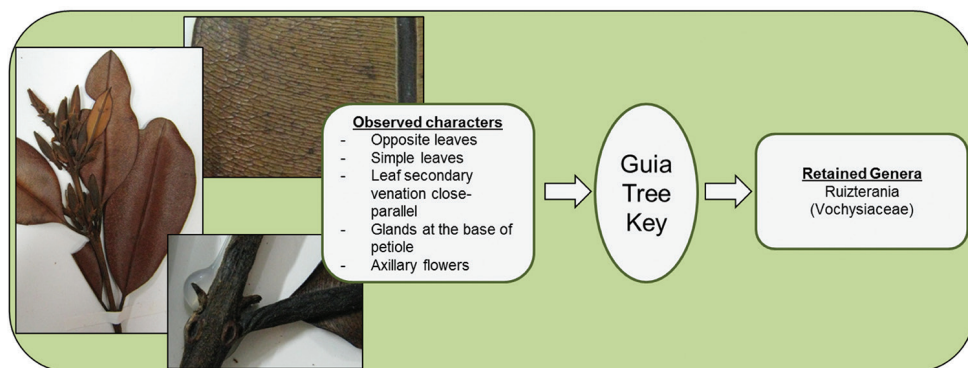 Observed characters
- Opposite leaves
- Simple leaves
- Leaf secondary
venation close-
parallel
- Glands at the base of
petiole
- Axillary flowers
Guia
Tree
Key
Retained Genera
Ruizterania
(Vochysiaceae)